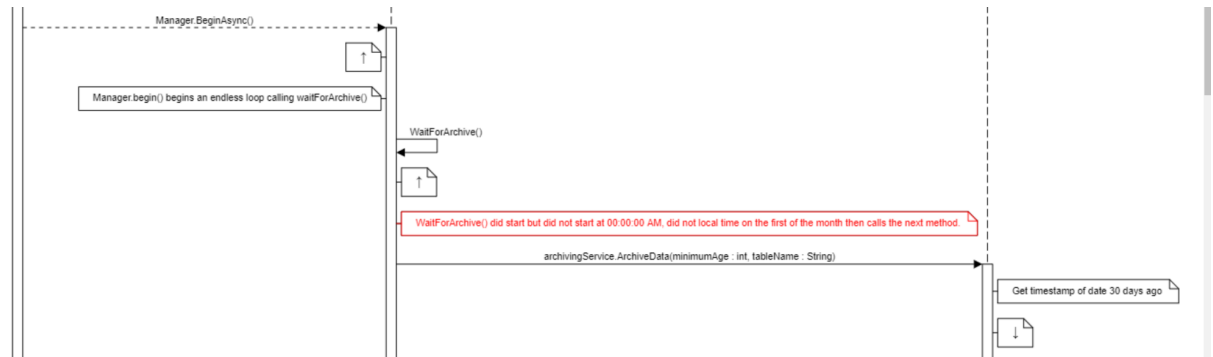 Manager.BeginAsync()
↑
Manager.begin() begins an endless loop calling waitForArchive()
WaitForArchive()
↑
WaitForArchive() did start but did not start at 00:00:00 AM, did not local time on the first of the month then calls the next method.
archivingService.ArchiveData(minimumAge : int, tableName : String)
Get timestamp of date 30 days ago
↓